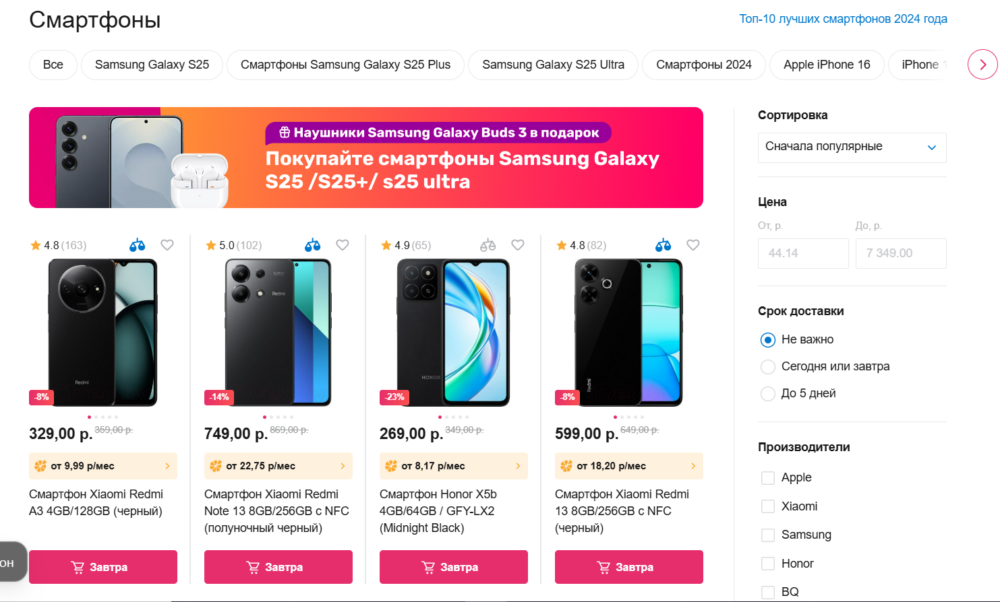 Смартфоны
Топ-10 лучших смартфонов 2024 года
Все
Samsung Galaxy S25
Смартфоны Samsung Galaxy S25 Plus
Samsung Galaxy S25 Ultra
Смартфоны 2024
Apple iPhone 16
iPhone 1
Наушники Samsung Galaxy Buds 3 в подарок
Покупайте смартфоны Samsung Galaxy
S25 /S25+/ s25 ultra
4.8 (163)
Redmi
-8%
329,00 р. 359,00 р.
от 9,99 р/мес
Смартфон Xiaomi Redmi
A3 4GB/128GB (черный)
Завтра
5.0 (102)
Redmi
-14%
749,00 р. 869,00 р.
от 22,75 р/мес
Смартфон Xiaomi Redmi
Note 13 8GB/256GB с NFC
(полуночный черный)
Завтра
4.9 (65)
HONOR
-23%
269,00 р. 349,00 р.
от 8,17 р/мес
Смартфон Honor X5b
4GB/64GB / GFY-LX2
(Midnight Black)
Завтра
4.8 (82)
Redmi
-8%
599,00 р. 649,00 р.
от 18,20 р/мес
Смартфон Xiaomi Redmi
13 8GB/256GB с NFC
(черный)
Завтра
он
Сортировка
Сначала популярные
Цена
От, р.
До, р.
44.14
7 349.00
Срок доставки
Не важно
Сегодня или завтра
До 5 дней
Производители
Apple
Xiaomi
Samsung
Honor
BQ